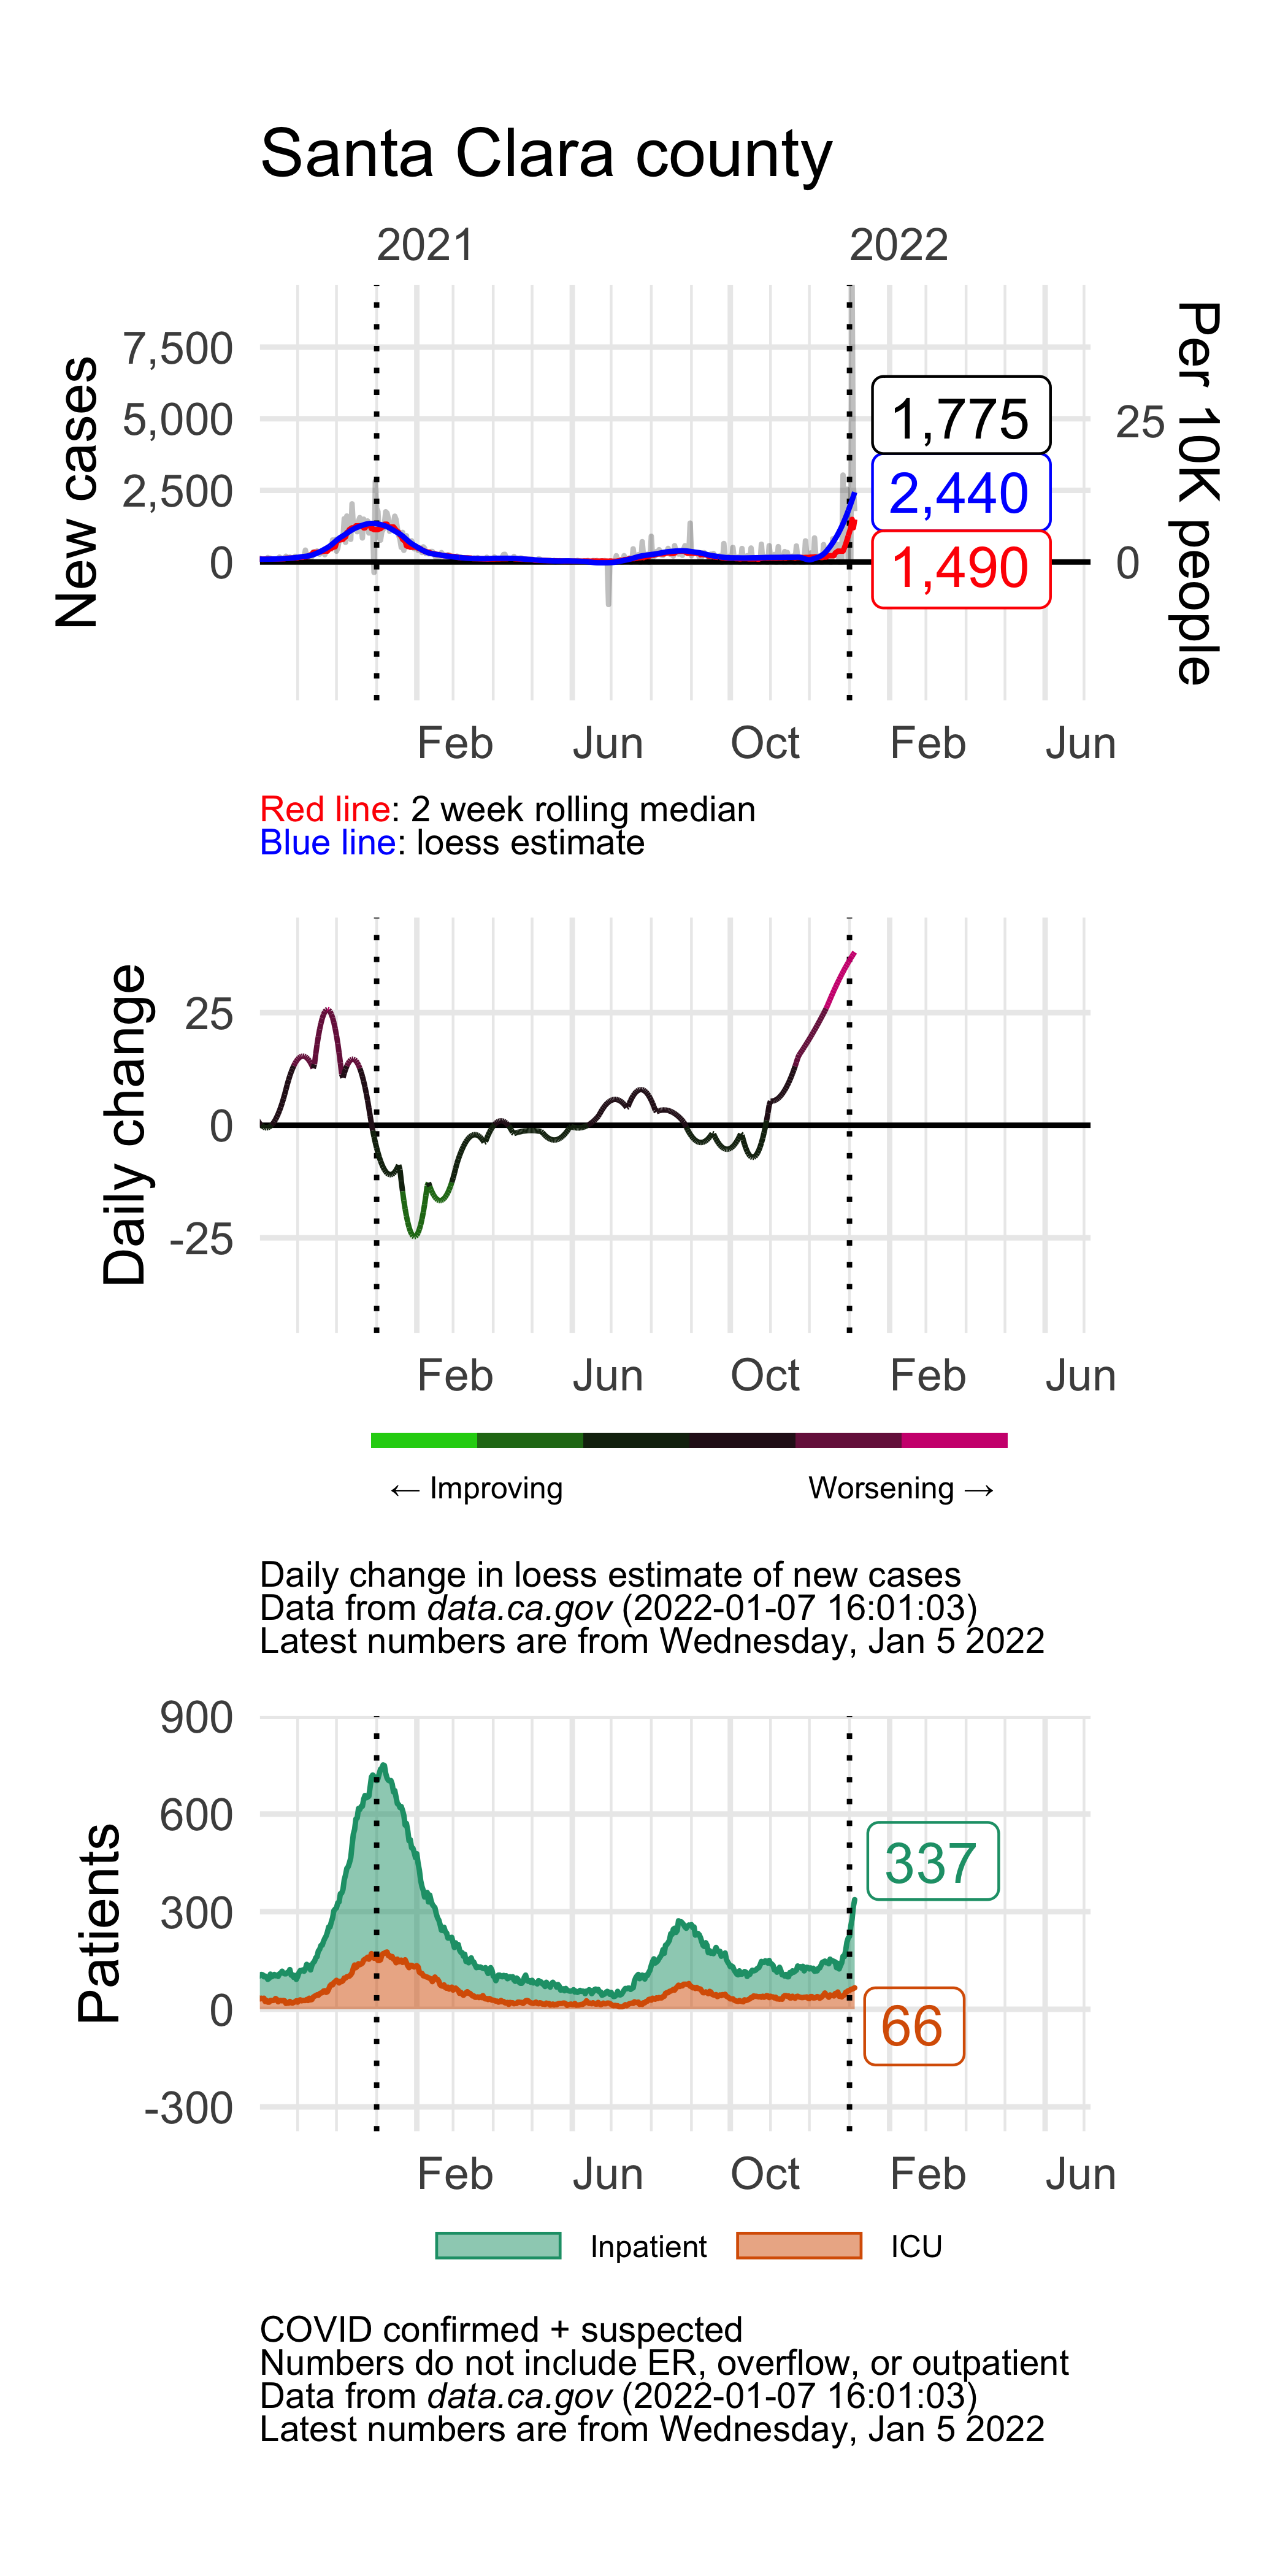 Santa Clara county
2021 2022
New cases
7,500
5,000
2,500
0
1,775
2,440
1,490
25
0
Per 10K people
Feb Jun Oct Feb Jun
Red line: 2 week rolling median
Blue line: loess estimate
Daily change
25
0
-25
Feb Jun Oct Feb Jun
← Improving Worsening →
Daily change in loess estimate of new cases
Data from data.ca.gov (2022-01-07 16:01:03)
Latest numbers are from Wednesday, Jan 5 2022
Patients
900
600
300
0
-300
337
66
Feb Jun Oct Feb Jun
Inpatient ICU
COVID confirmed + suspected
Numbers do not include ER, overflow, or outpatient
Data from data.ca.gov (2022-01-07 16:01:03)
Latest numbers are from Wednesday, Jan 5 2022